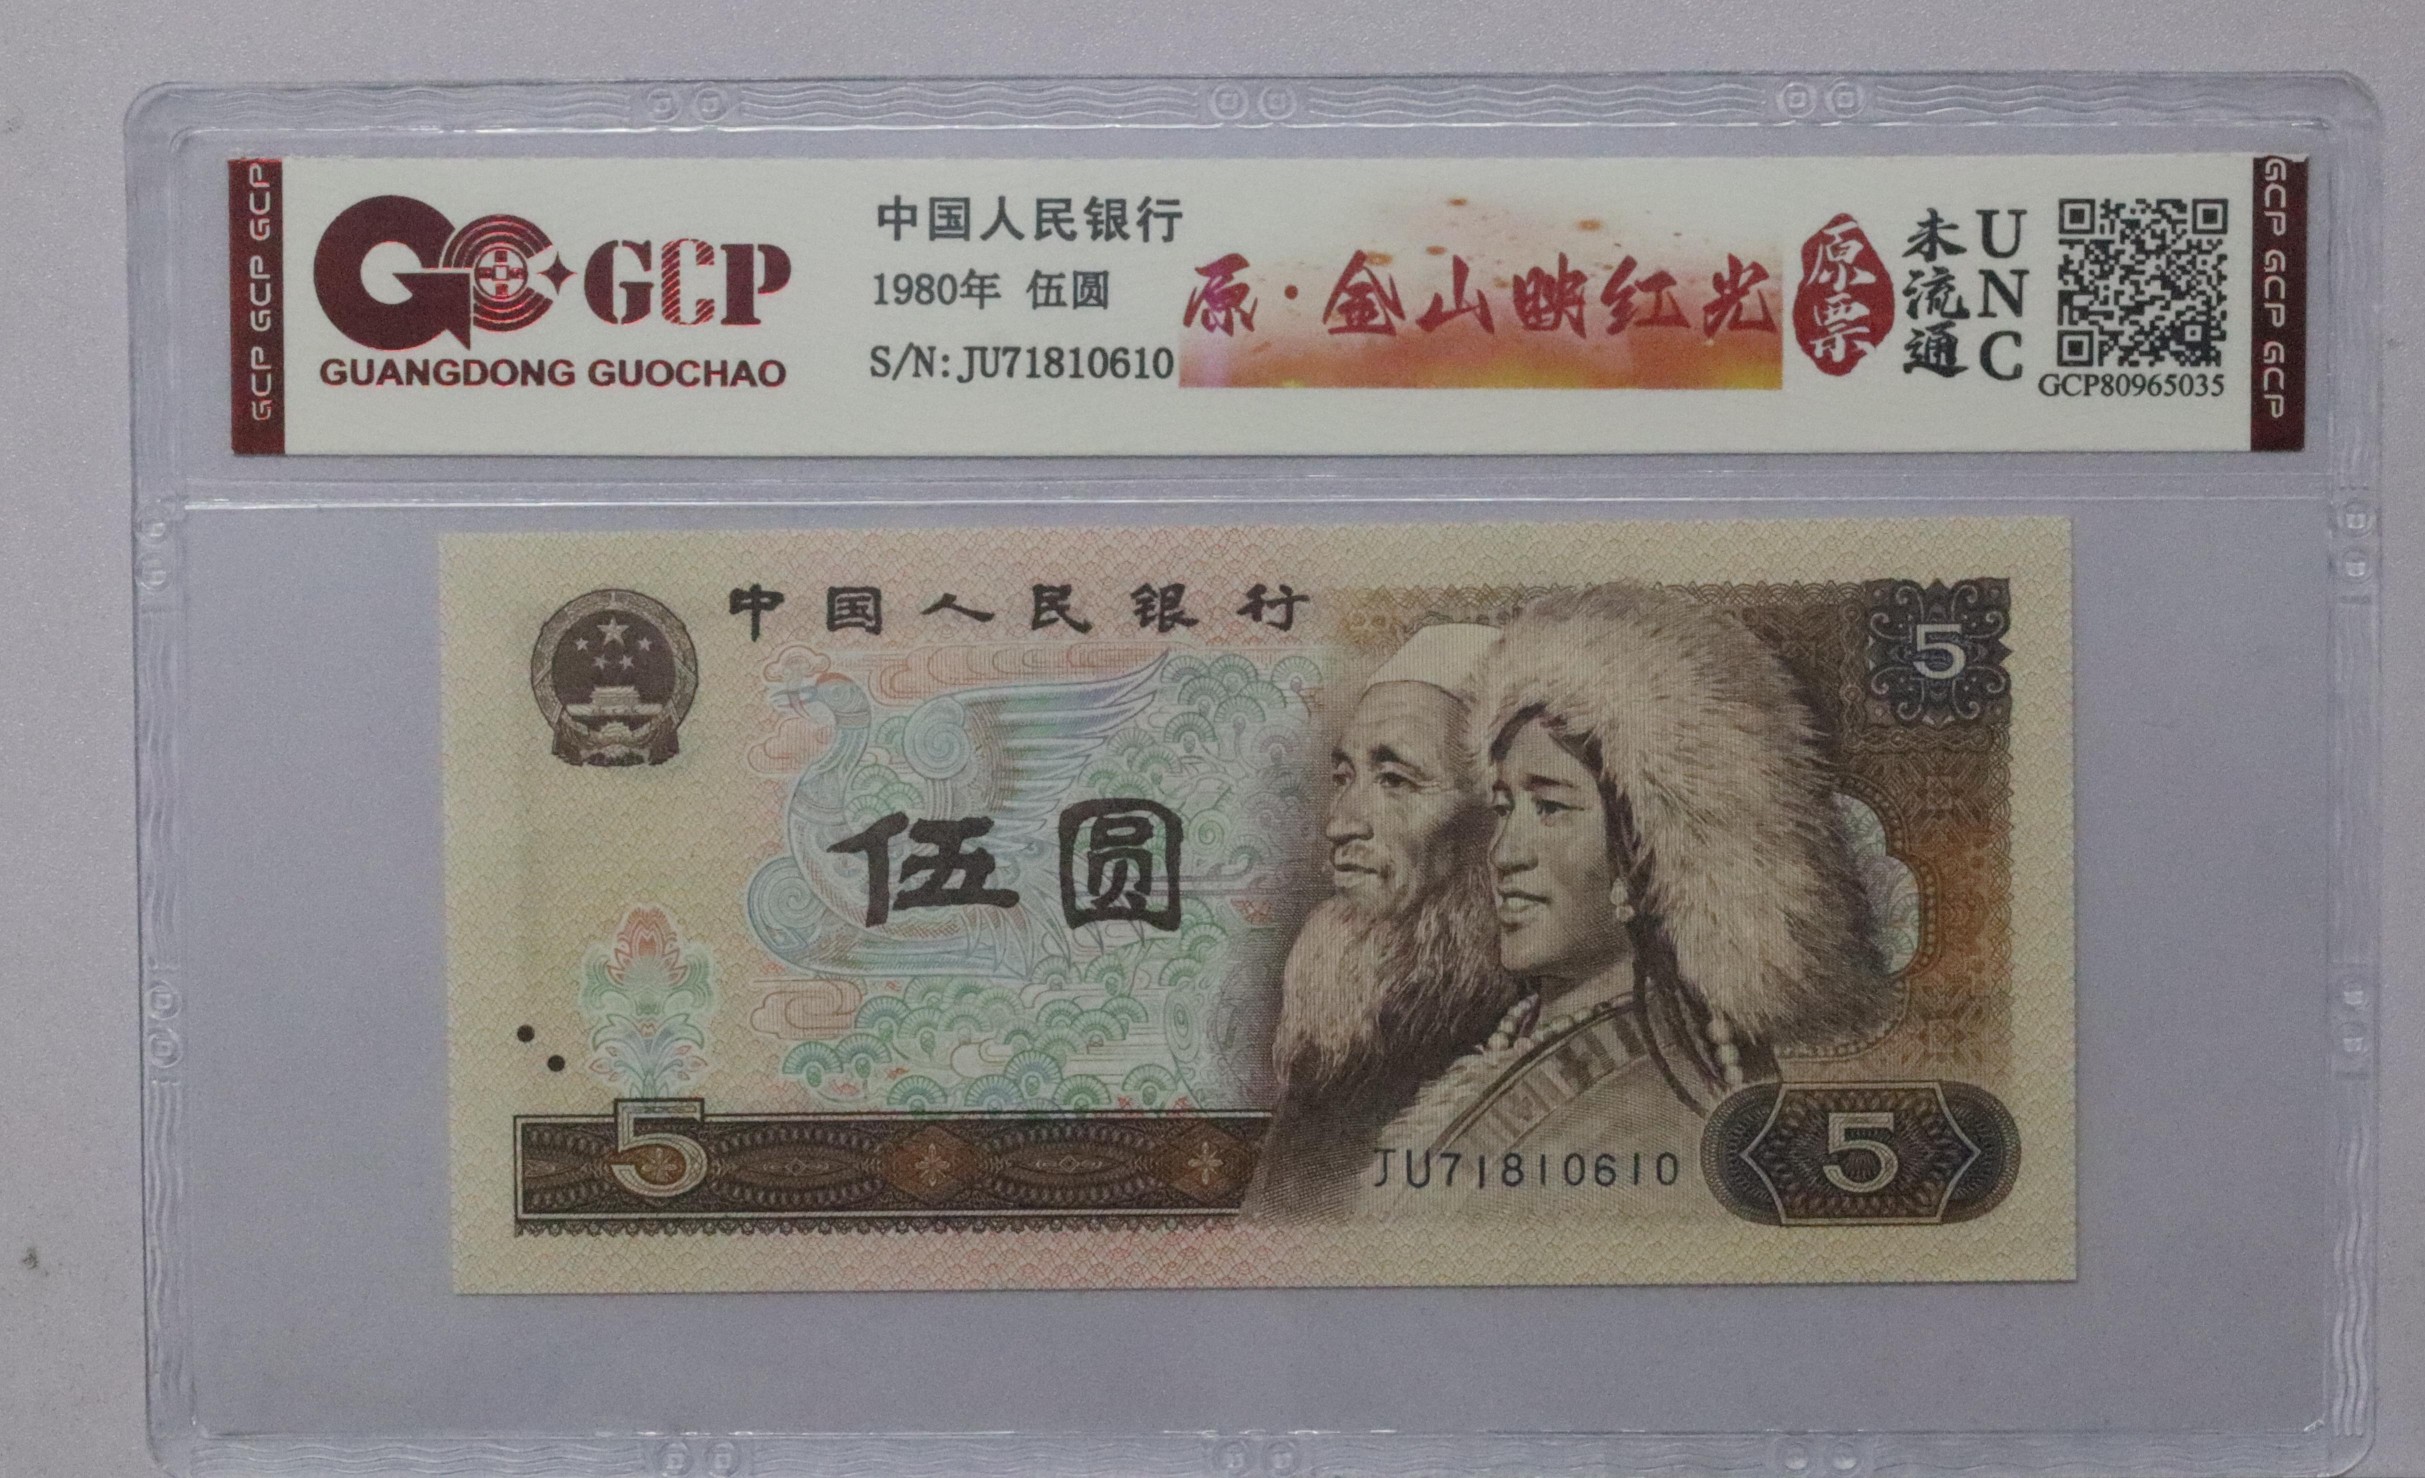 GCP GCP GCP GCP
GCP
GUANGDONG GUOCHAO
中国人民银行
1980年 伍圆
S/N: JU71810610
原·金山映红光
原票
未流通
UNC
GCP80965035
GCP GCP GCP GCP
中国人民银行
5
伍圆
5
JU71810610
5